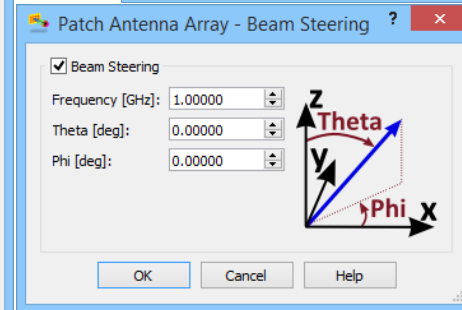 Patch Antenna Array - Beam Steering ? ×
Beam Steering
Frequency [GHz]: 1.00000
Theta [deg]: 0.00000
Phi [deg]: 0.00000
Z
Theta
y
Phi X
OK Cancel Help